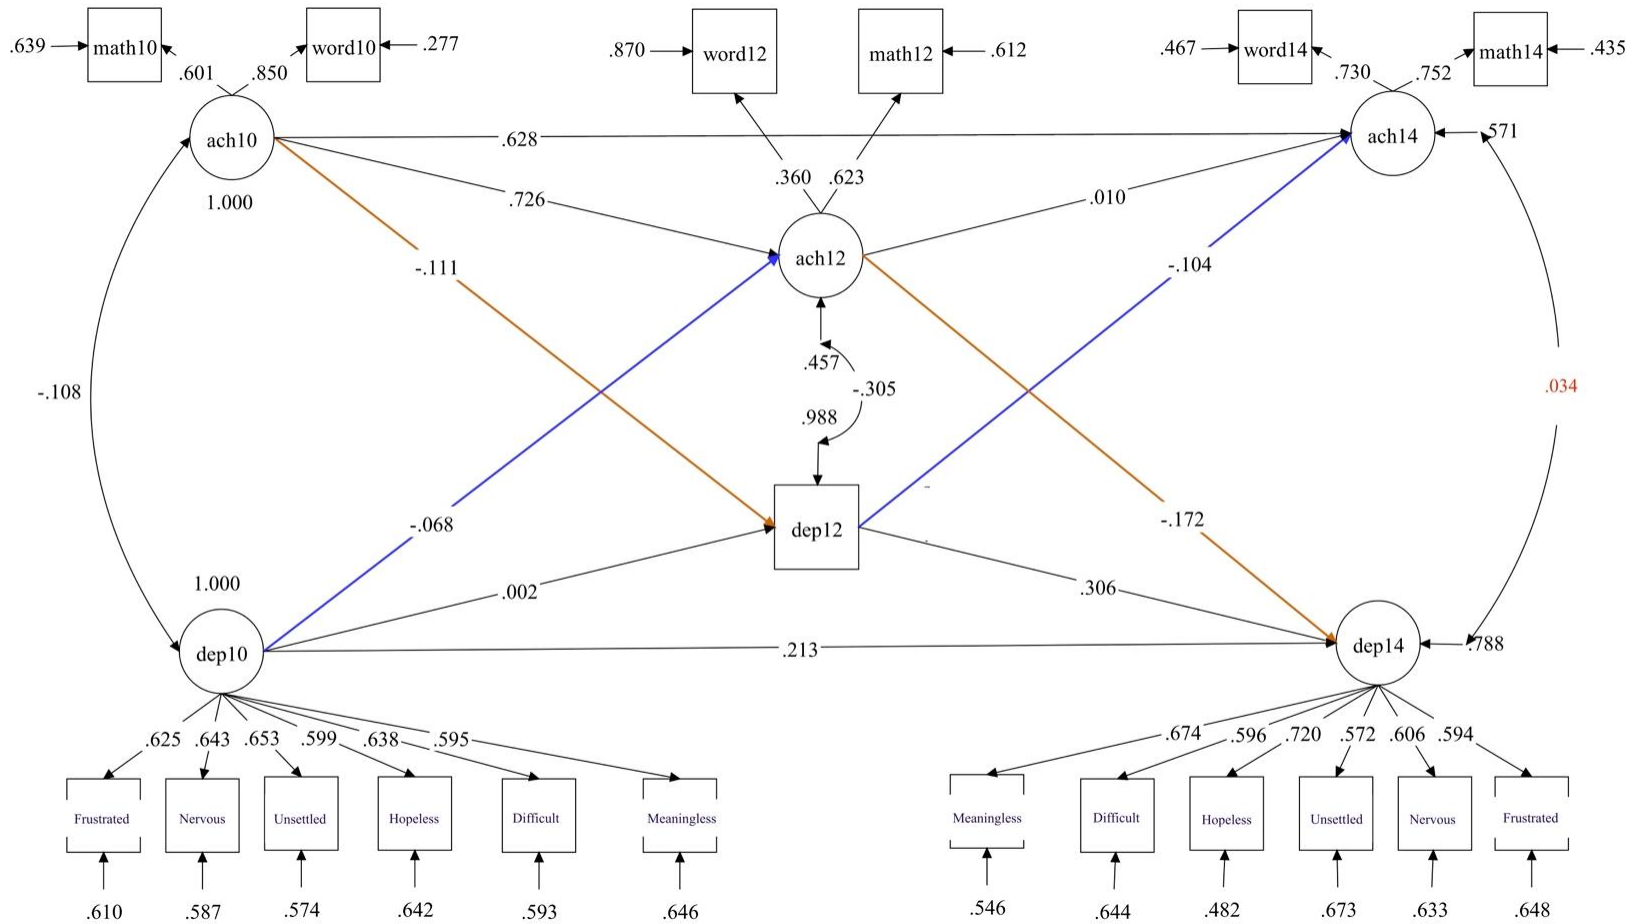 .639
math10
word10
.277
.870
word12
math12
.612
.467
word14
math14
.435
.601
.850
.730
.752
ach10
.628
ach14
.571
1.000
.360
.623
.726
.010
-.111
ach12
-.104
.457
-.108
-.305
.034
.988
-.068
dep12
-.172
1.000
.002
.306
dep10
.213
dep14
.788
.625
.643
.653
.599
.638
.595
.674
.596
.720
.572
.606
.594
Frustrated
Nervous
Unsettled
Hopeless
Difficult
Meaningless
Meaningless
Difficult
Hopeless
Unsettled
Nervous
Frustrated
.610
.587
.574
.642
.593
.646
.546
.644
.482
.673
.633
.648